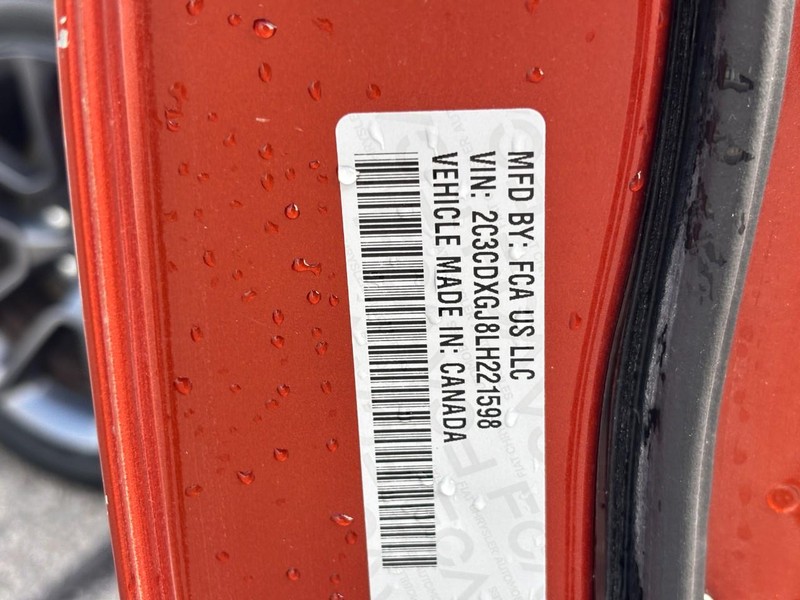 MFD BY: FCA US LLC
VIN: 2C3CDXGJ8LH221598
VEHICLE MADE IN: CANADA